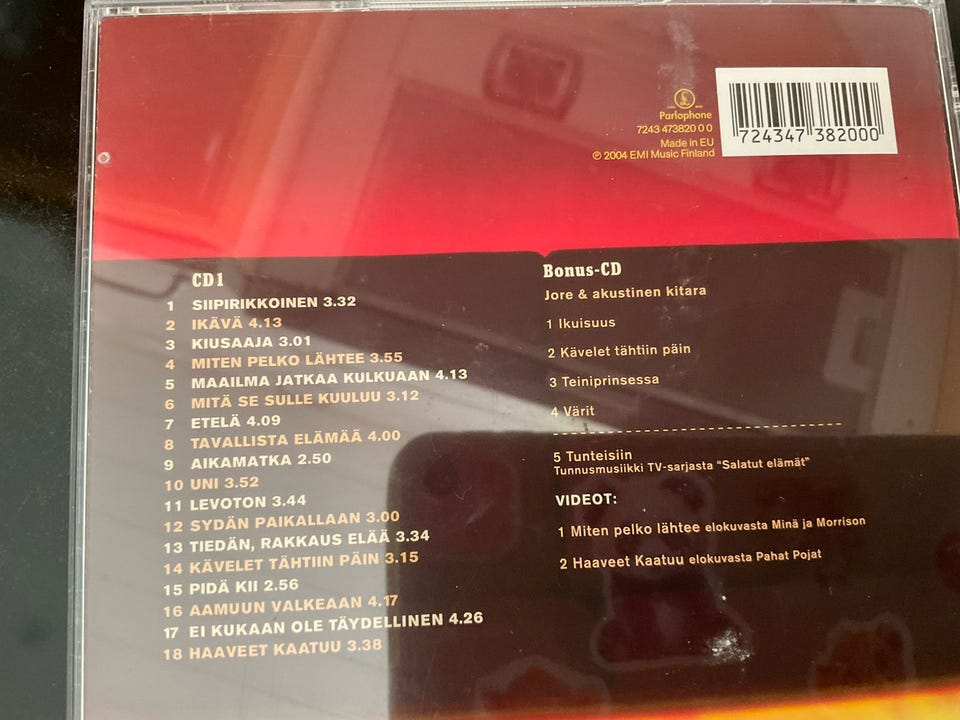 Parlophone
7243 473820 0 0
Made in EU
℗ 2004 EMI Music Finland
724347 382000
CD 1
1 SIIPIRIKKOINEN 3.32
2 IKÄVÄ 4.13
3 KIUSAAJA 3.01
4 MITEN PELKO LÄHTEE 3.55
5 MAAILMA JATKAA KULKUAAN 4.13
6 MITÄ SE SULLE KUULUU 3.12
7 ETELÄ 4.09
8 TAVALLISTA ELÄMÄÄ 4.00
9 AIKAMATKA 2.50
10 UNI 3.52
11 LEVOTON 3.44
12 SYDÄN PAIKALLAAN 3.00
13 TIEDÄN, RAKKAUS ELÄÄ 3.34
14 KÄVELET TÄHTIIN PÄIN 3.15
15 PIDÄ KII 2.56
16 AAMUUN VALKEAAN 4.17
17 EI KUKAAN OLE TÄYDELLINEN 4.26
18 HAAVEET KAATUU 3.38
Bonus-CD
Jore & akustinen kitara
1 Ikuisuus
2 Kävelet tähtiin päin
3 Teiniprinsessa
4 Värit
5 Tunteisiin
Tunnusmusiikki TV-sarjasta "Salatut elämät"
VIDEOT:
1 Miten pelko lähtee elokuvasta Minä ja Morrison
2 Haaveet Kaatuu elokuvasta Pahat Pojat